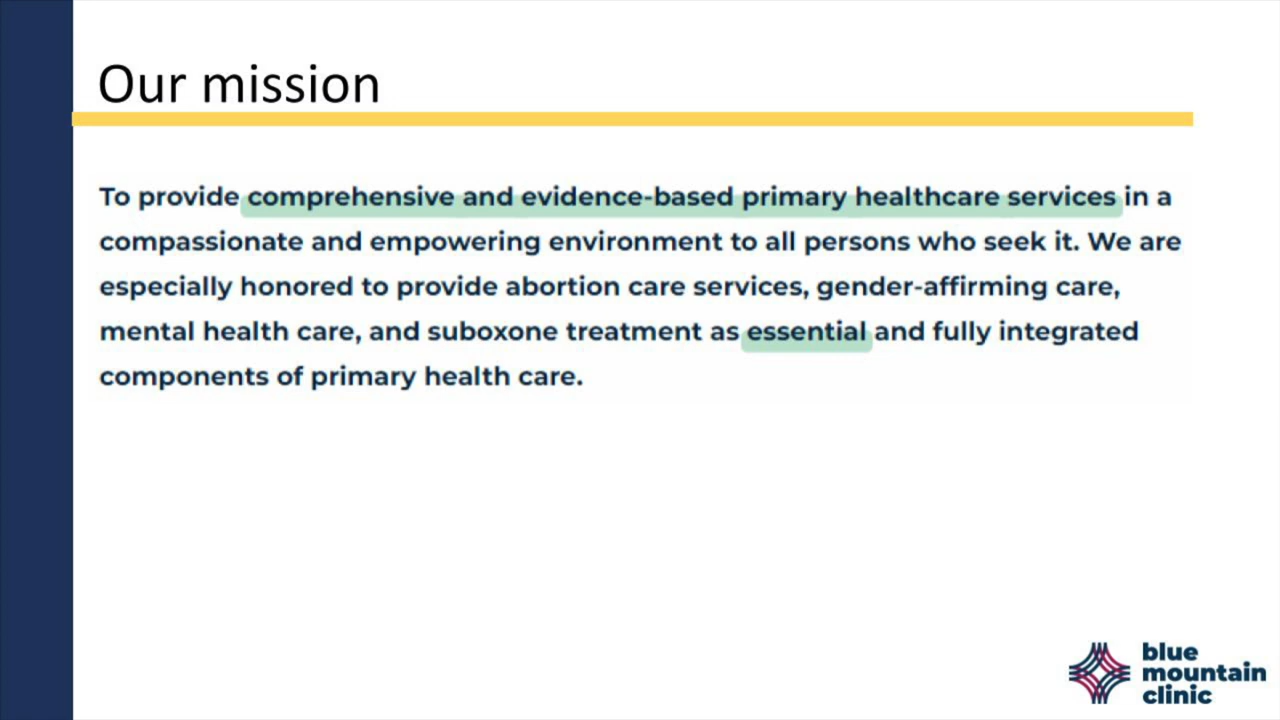 Our mission
To provide comprehensive and evidence-based primary healthcare services in a
compassionate and empowering environment to all persons who seek it. We are
especially honored to provide abortion care services, gender-affirming care,
mental health care, and suboxone treatment as essential and fully integrated
components of primary health care.
blue
mountain
clinic